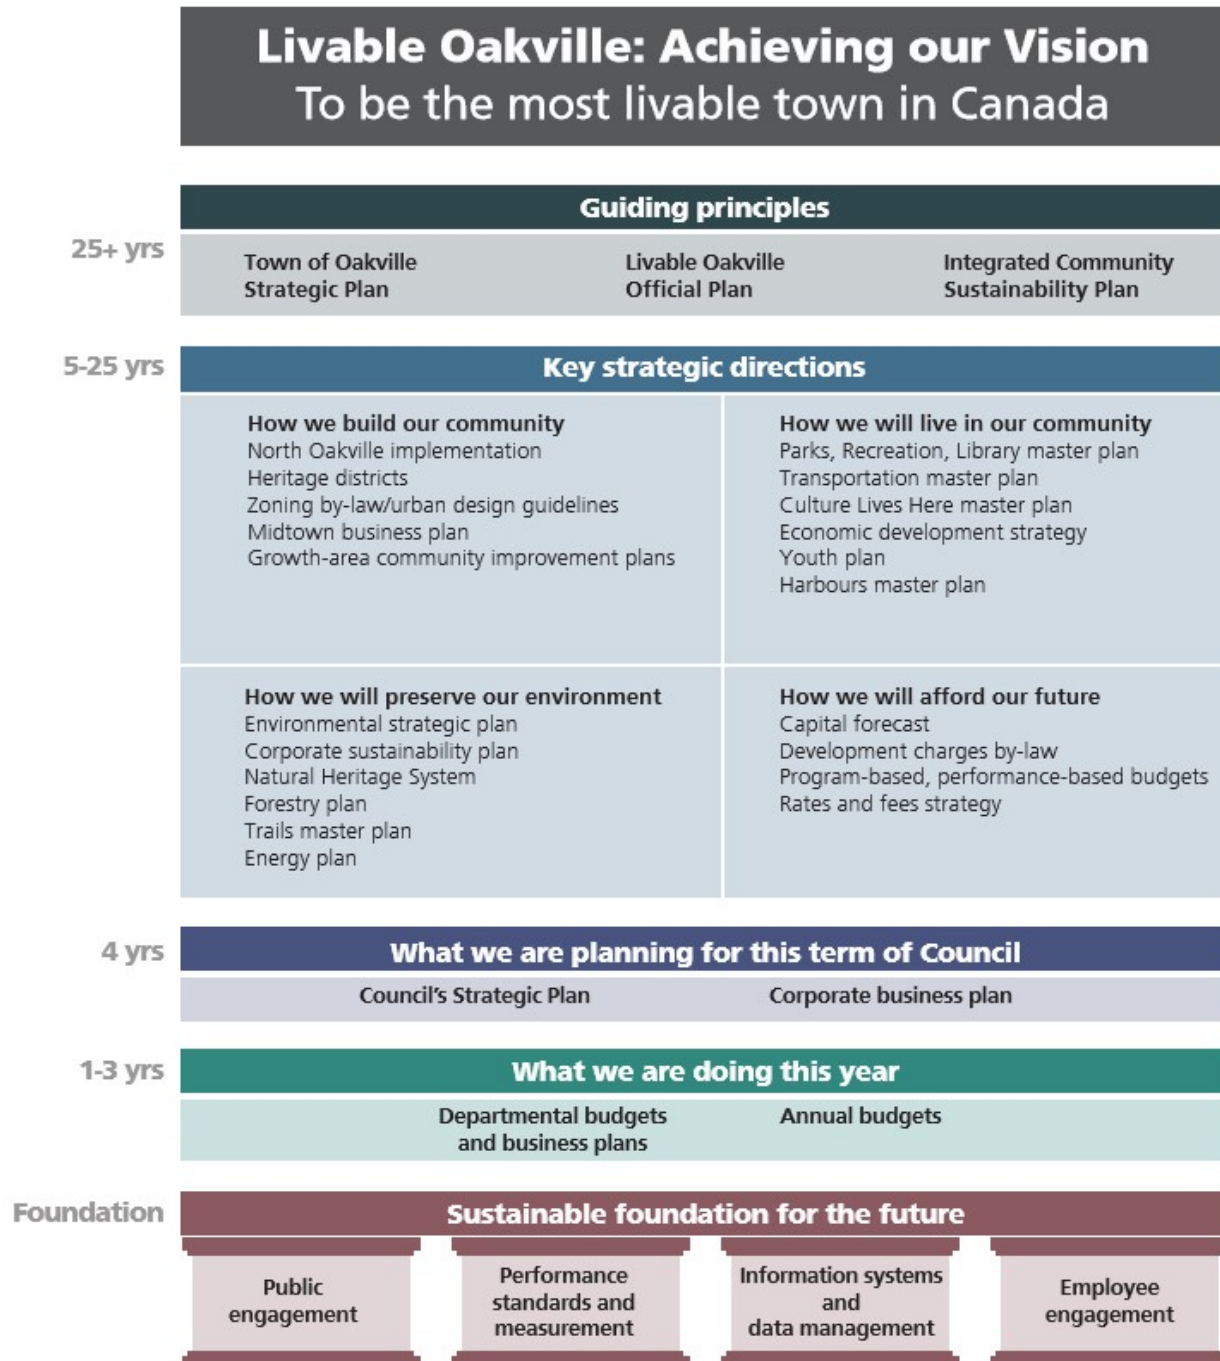 Livable Oakville: Achieving our Vision
To be the most livable town in Canada
Guiding principles
25+ yrs
Town of Oakville
Strategic Plan
Livable Oakville
Official Plan
Integrated Community
Sustainability Plan
5-25 yrs
Key strategic directions
How we build our community
North Oakville implementation
Heritage districts
Zoning by-law/urban design guidelines
Midtown business plan
Growth-area community improvement plans
How we will live in our community
Parks, Recreation, Library master plan
Transportation master plan
Culture Lives Here master plan
Economic development strategy
Youth plan
Harbours master plan
How we will preserve our environment
Environmental strategic plan
Corporate sustainability plan
Natural Heritage System
Forestry plan
Trails master plan
Energy plan
How we will afford our future
Capital forecast
Development charges by-law
Program-based, performance-based budgets
Rates and fees strategy
4 yrs
What we are planning for this term of Council
Council's Strategic Plan
Corporate business plan
1-3 yrs
What we are doing this year
Departmental budgets
and business plans
Annual budgets
Foundation
Sustainable foundation for the future
Public
engagement
Performance
standards and
measurement
Information systems
and
data management
Employee
engagement